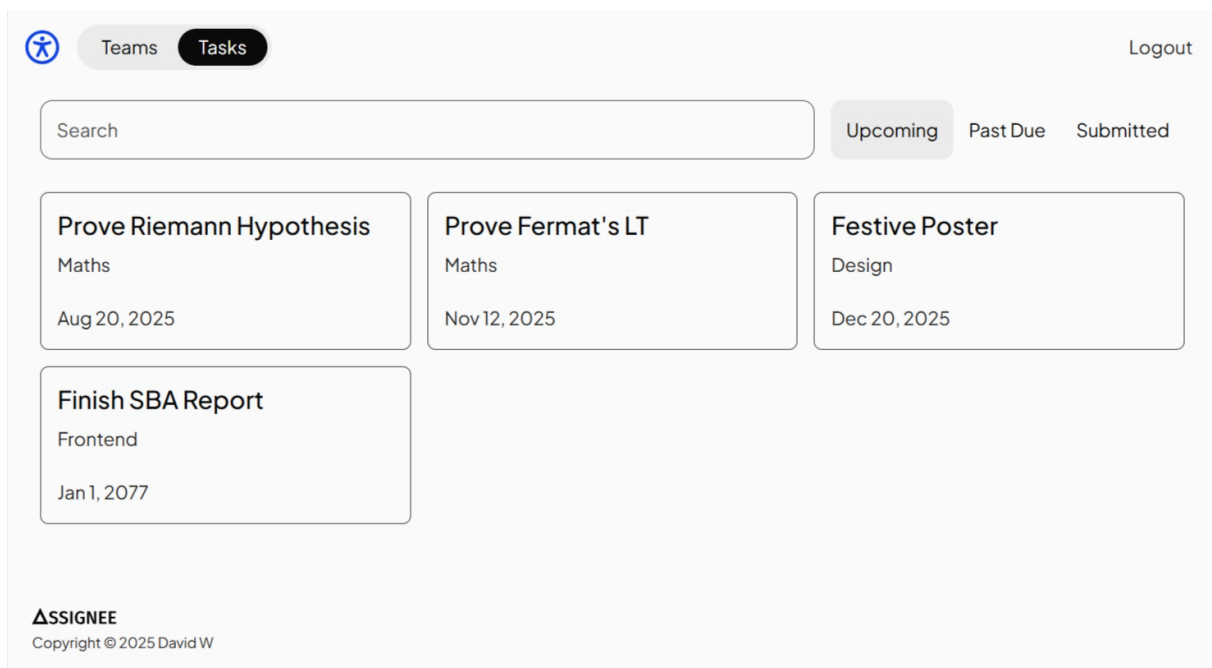 Teams Tasks Logout
Search Upcoming Past Due Submitted
Prove Riemann Hypothesis
Maths
Aug 20, 2025
Prove Fermat's LT
Maths
Nov 12, 2025
Festive Poster
Design
Dec 20, 2025
Finish SBA Report
Frontend
Jan 1, 2077
ASSIGNEE
Copyright © 2025 David W